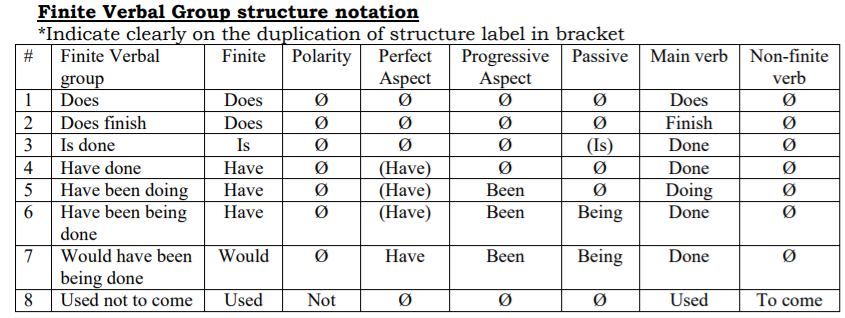 Finite Verbal Group structure notation
*Indicate clearly on the duplication of structure label in bracket
# Finite Verbal group Finite Polarity Perfect Aspect Progressive Aspect Passive Main verb Non-finite verb
1 Does Does Ø Ø Ø Ø Does Ø
2 Does finish Does Ø Ø Ø Ø Finish Ø
3 Is done Is Ø Ø Ø (Is) Done Ø
4 Have done Have Ø (Have) Ø Ø Done Ø
5 Have been doing Have Ø (Have) Been Ø Doing Ø
6 Have been being done Have Ø (Have) Been Being Done Ø
7 Would have been being done Would Ø Have Been Being Done Ø
8 Used not to come Used Not Ø Ø Ø Used To come